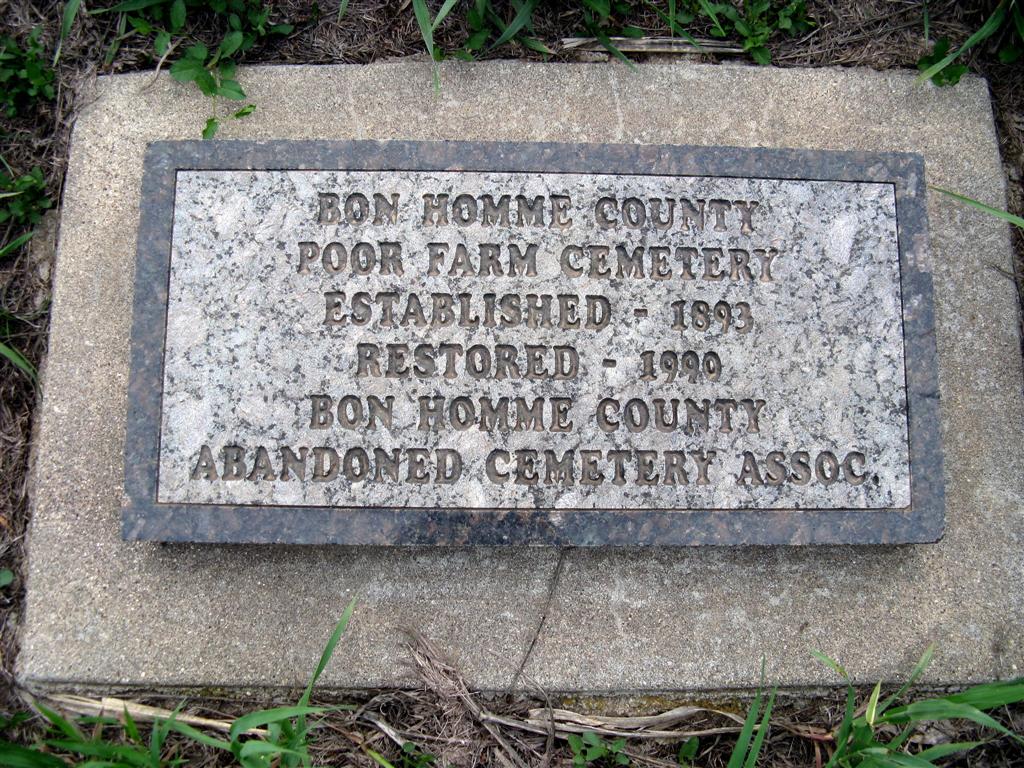 BON HOMME COUNTY
POOR FARM CEMETERY
ESTABLISHED - 1893
RESTORED - 1990
BON HOMME COUNTY
ABANDONED CEMETERY ASSOC.